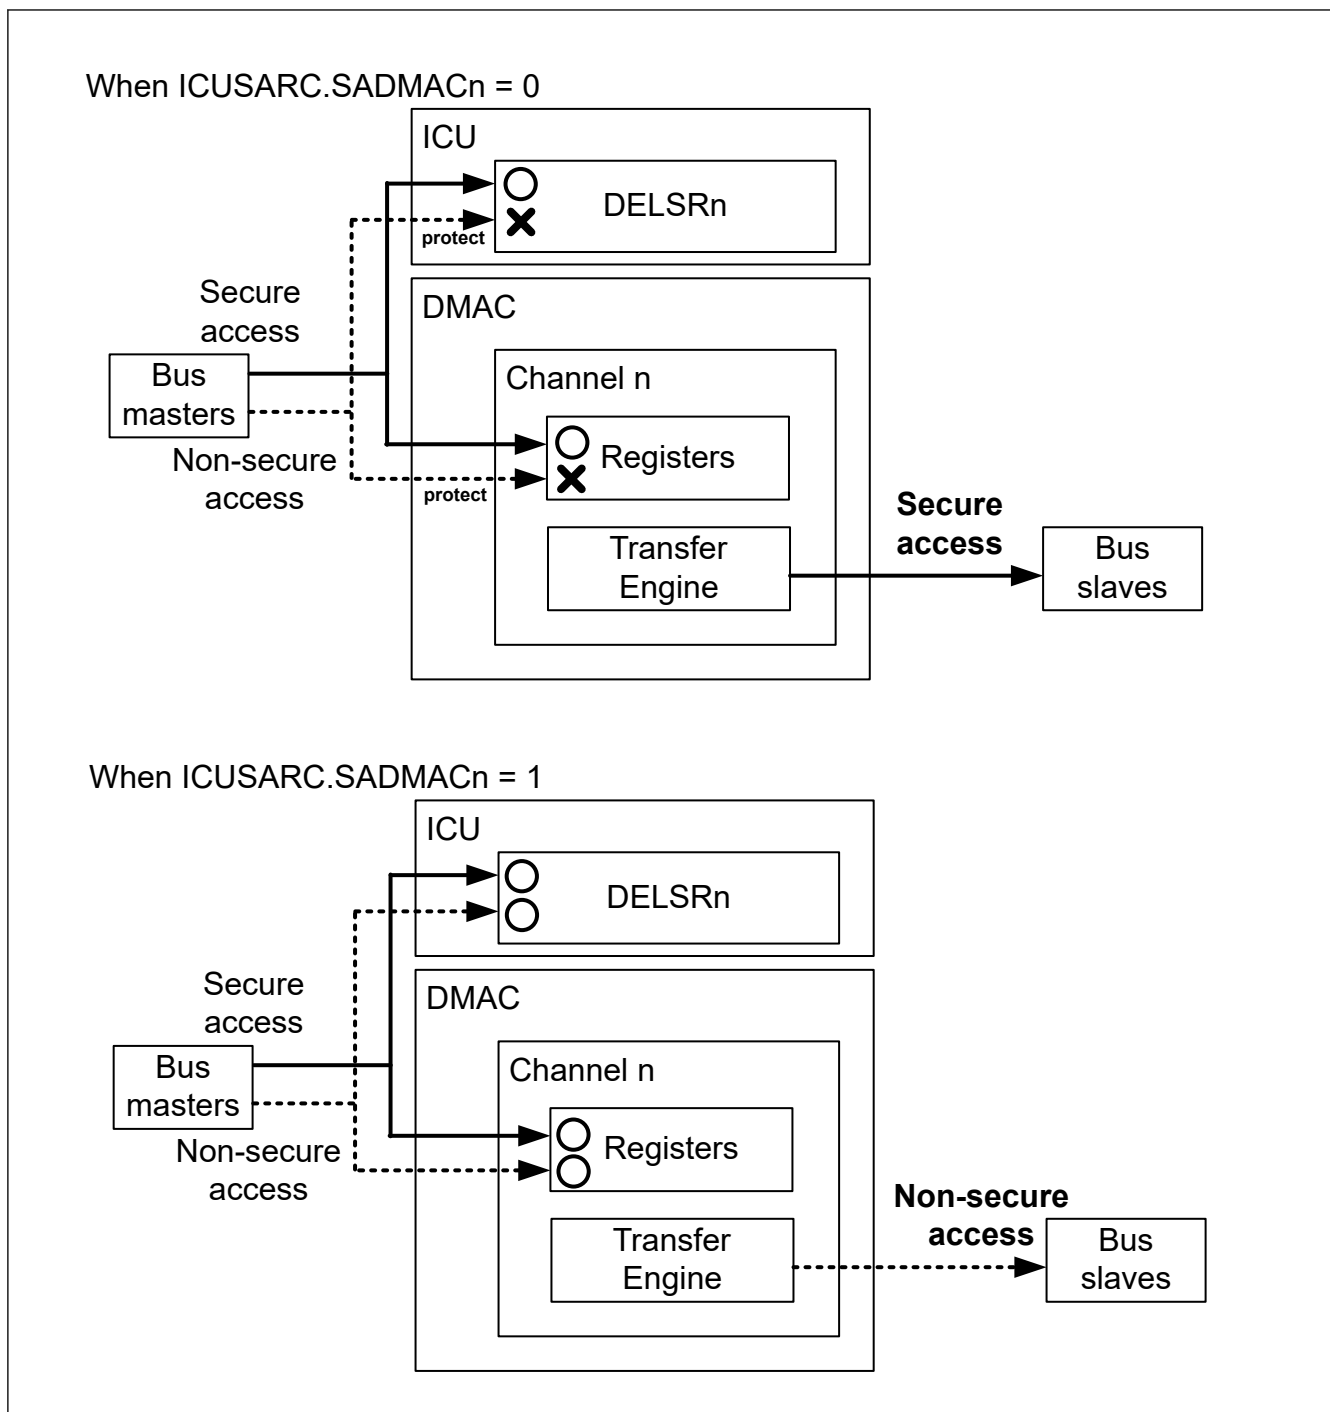 When ICUSARC.SADMACn = 0
ICU
DELSRn
protect
Secure
access
DMAC
Bus
masters
Channel n
Non-secure
access
Registers
protect
Secure
access
Transfer
Engine
Bus
slaves
When ICUSARC.SADMACn = 1
ICU
DELSRn
Secure
access
DMAC
Bus
masters
Channel n
Non-secure
access
Registers
Non-secure
access
Transfer
Engine
Bus
slaves